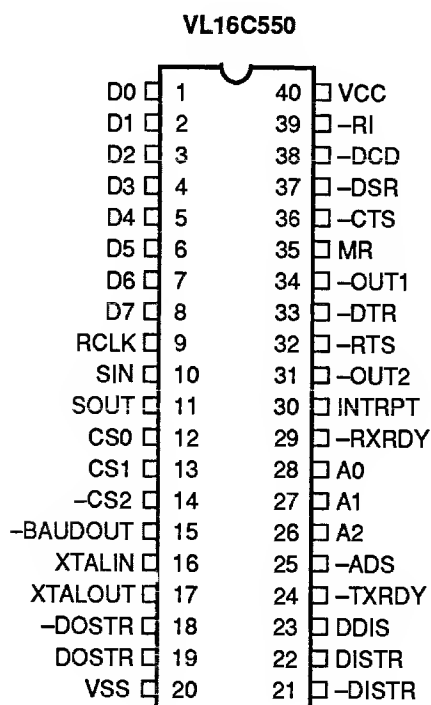 VL16C550
D0 1 40 VCC
D1 2 39 –RI
D2 3 38 –DCD
D3 4 37 –DSR
D4 5 36 –CTS
D5 6 35 MR
D6 7 34 –OUT1
D7 8 33 –DTR
RCLK 9 32 –RTS
SIN 10 31 –OUT2
SOUT 11 30 INTRPT
CS0 12 29 –RXRDY
CS1 13 28 A0
–CS2 14 27 A1
–BAUDOUT 15 26 A2
XTALIN 16 25 –ADS
XTALOUT 17 24 –TXRDY
–DOSTR 18 23 DDIS
DOSTR 19 22 DISTR
VSS 20 21 –DISTR